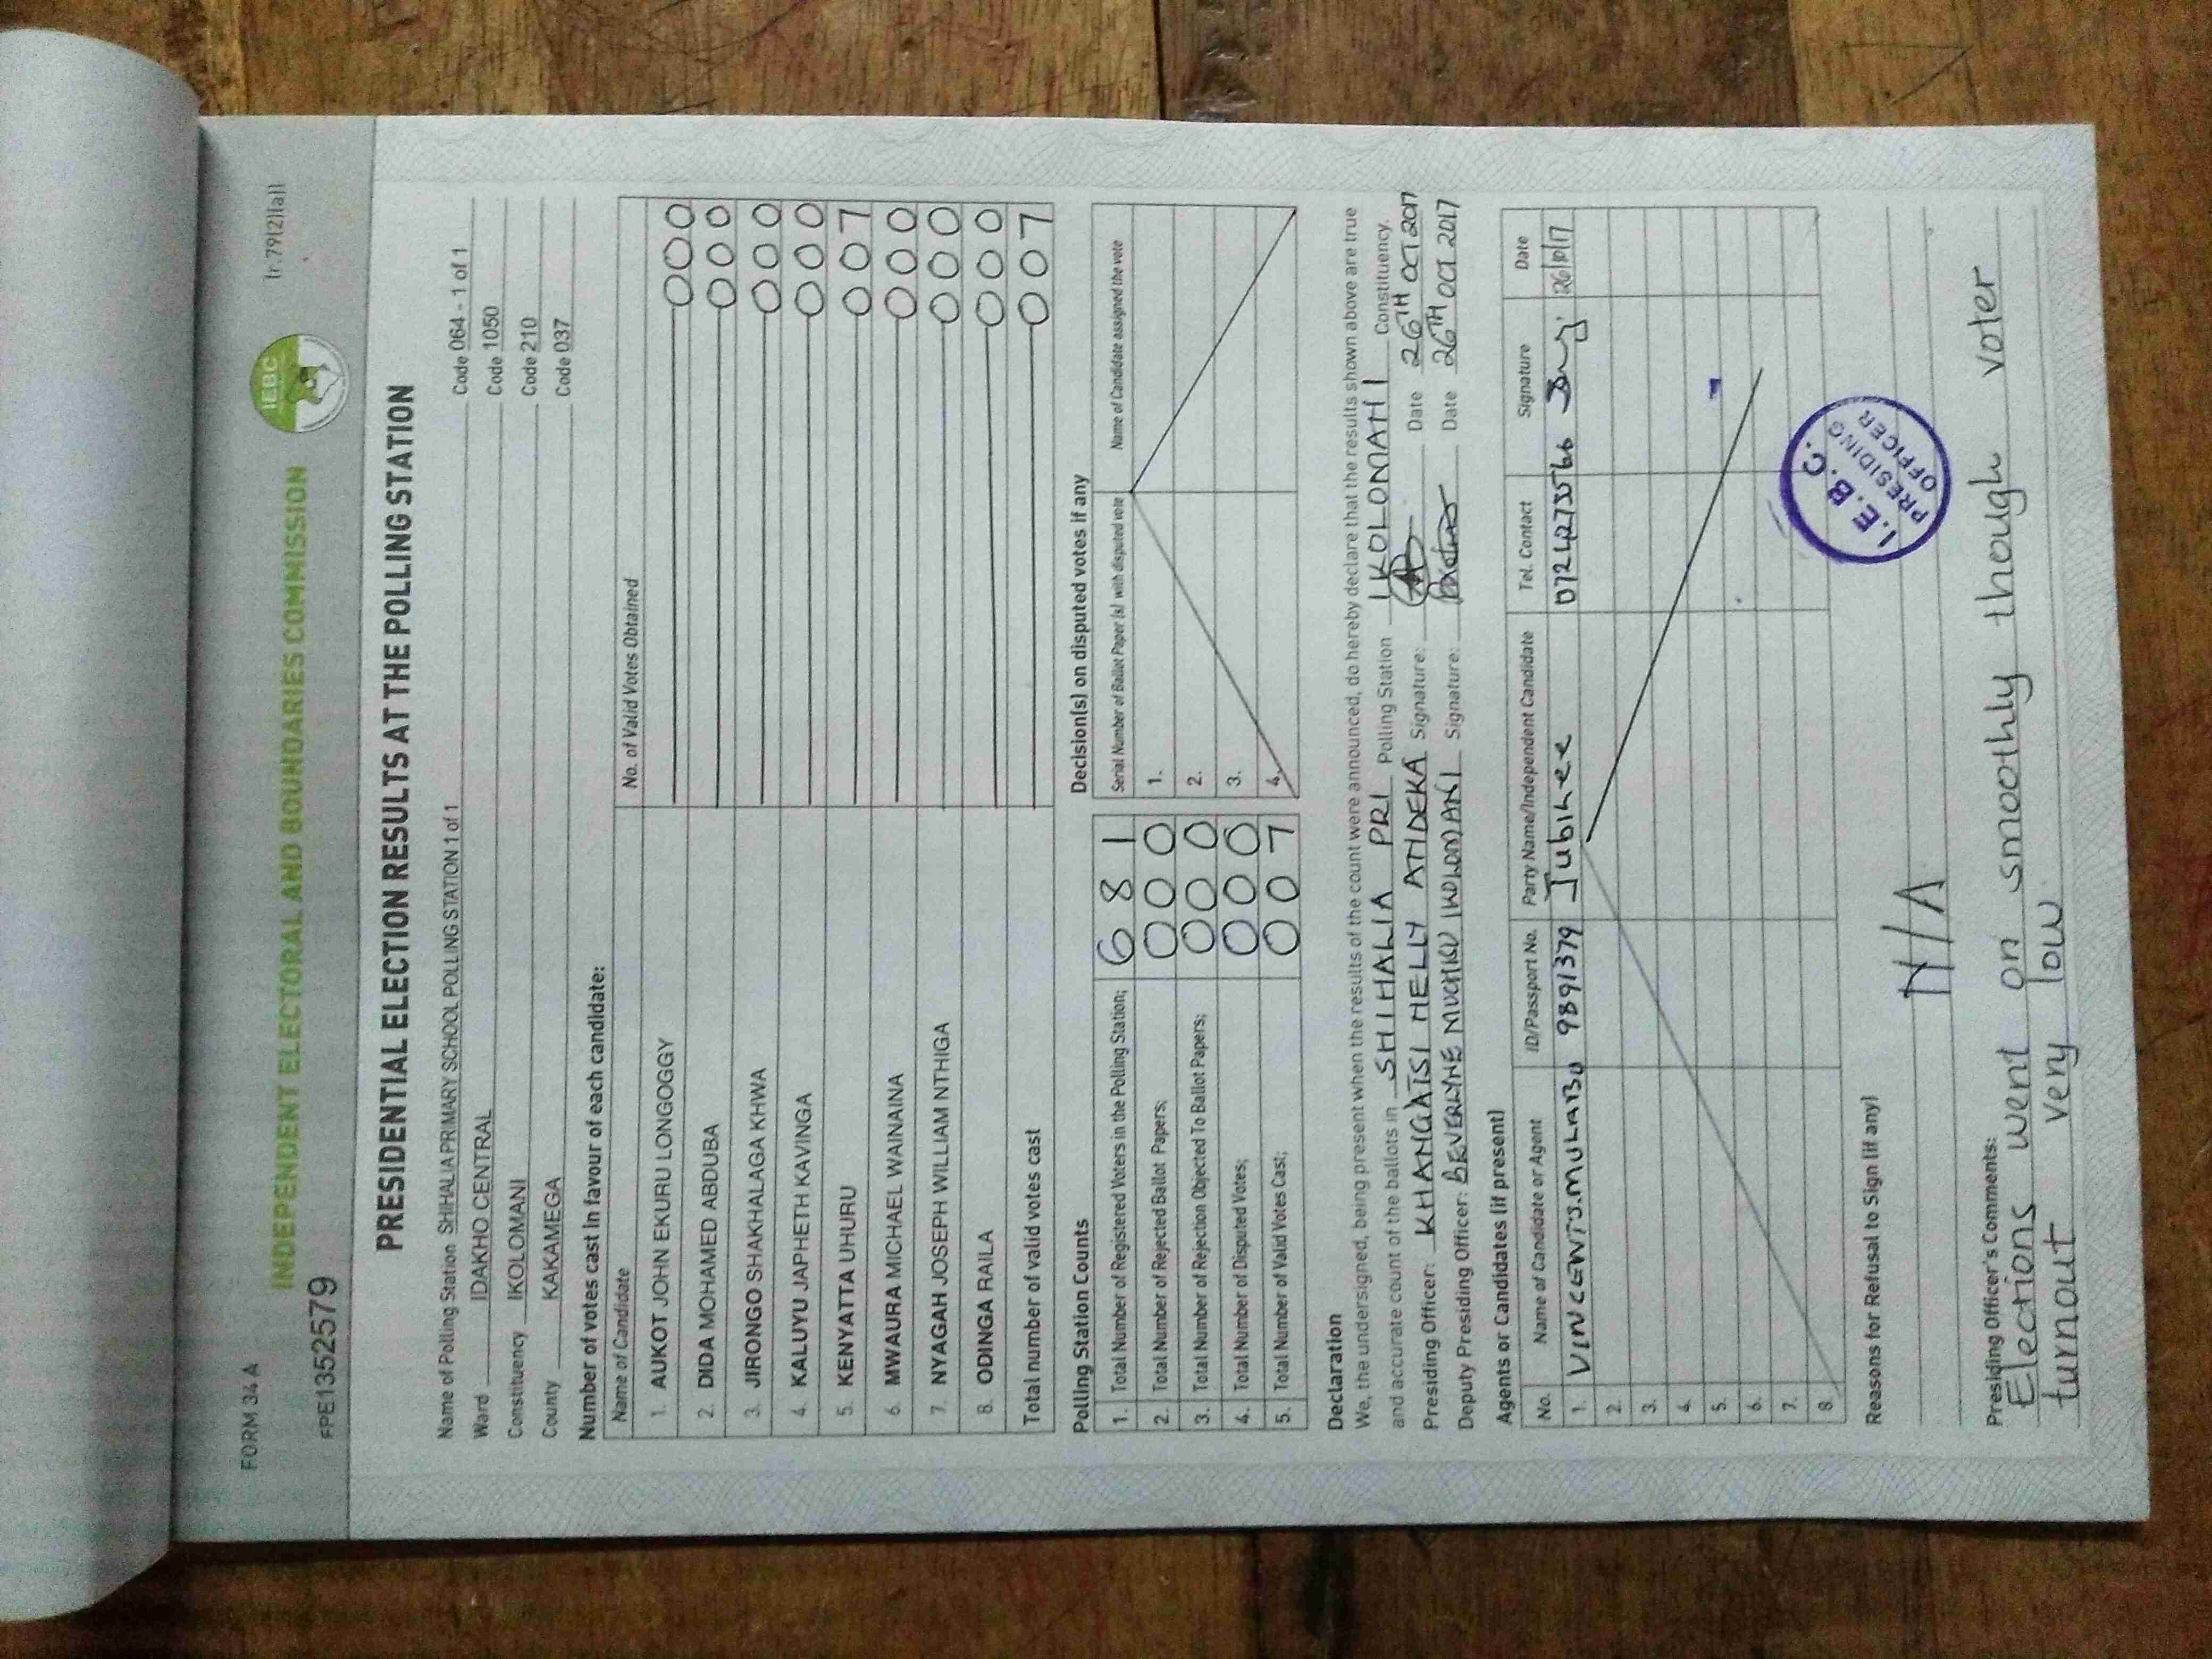 FORM 34 A
INDEPENDENT ELECTORAL AND BOUNDARIES COMMISSION
IEBC
(r.79(2)(a))
FPE1352579
PRESIDENTIAL ELECTION RESULTS AT THE POLLING STATION
Name of Polling Station SHIHALIA PRIMARY SCHOOL POLLING STATION 1 of 1 Code 064 - 1 of 1
Ward IDAKHO CENTRAL Code 1050
Constituency IKOLOMANI Code 210
County KAKAMEGA Code 037
Number of votes cast in favour of each candidate:
Name of Candidate No. of Valid Votes Obtained
1. AUKOT JOHN EKURU LONGOGGY 000
2. DIDA MOHAMED ABDUBA 000
3. JIRONGO SHAKHALAGA KHWA 000
4. KALUYU JAPHETH KAVINGA 000
5. KENYATTA UHURU 007
6. MWAURA MICHAEL WAINAINA 000
7. NYAGAH JOSEPH WILLIAM NTHIGA 000
8. ODINGA RAILA 000
Total number of valid votes cast 007
Polling Station Counts
1. Total Number of Registered Voters in the Polling Station; 681
2. Total Number of Rejected Ballot Papers; 000
3. Total Number of Rejection Objected To Ballot Papers; 000
4. Total Number of Disputed Votes; 000
5. Total Number of Valid Votes Cast; 007
Decision(s) on disputed votes if any
Serial Number of Ballot Paper (s) with disputed vote Name of Candidate assigned the vote
1.
2.
3.
4.
Declaration
We, the undersigned, being present when the results of the count were announced, do hereby declare that the results shown above are true
and accurate count of the ballots in SHIHALIA PRI Polling Station IKOLOMANI Constituency.
Presiding Officer: KHANGATSI HELLY ATIDEKA Signature: Date 26TH OCT 2017
Deputy Presiding Officer: BEVERLYNE MUCHISU IKOLOMANI Signature: Date 26TH OCT 2017
Agents or Candidates (if present)
No. Name of Candidate or Agent ID/Passport No. Party Name/Independent Candidate Tel. Contact Signature Date
1. 9891379 Jubilee 26/10/17
2.
3.
4.
5.
6.
7.
8.
I.E.B.C.
PRESIDING
OFFICER
Reasons for Refusal to Sign (if any)
N/A
Presiding Officer's Comments:
Elections went on smoothly though voter
turnout very low.